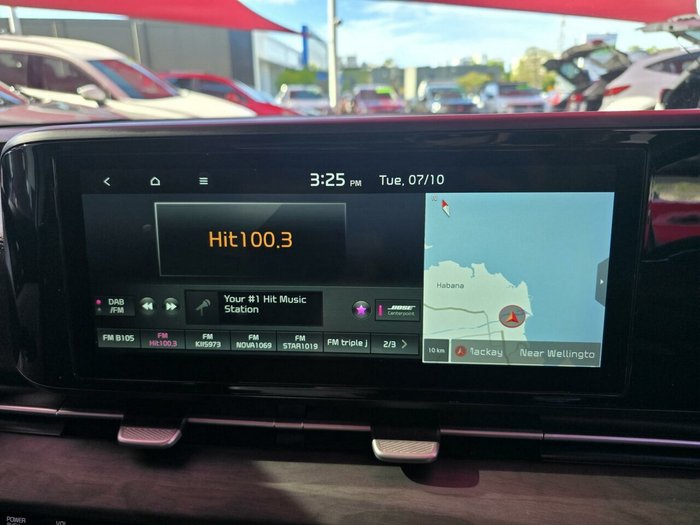 3:25 PM Tue, 07/10
Hit100.3
Habana
DAB
/FM
Your #1 Hit Music
Station
BOSE
Centerpoint
FM B105
FM
Hit100.3
FM
KIIS973
FM
NOVA1069
FM
STAR1019
FM triple j
2/3
10 km
Mackay Near Wellingto
POWER
VOL